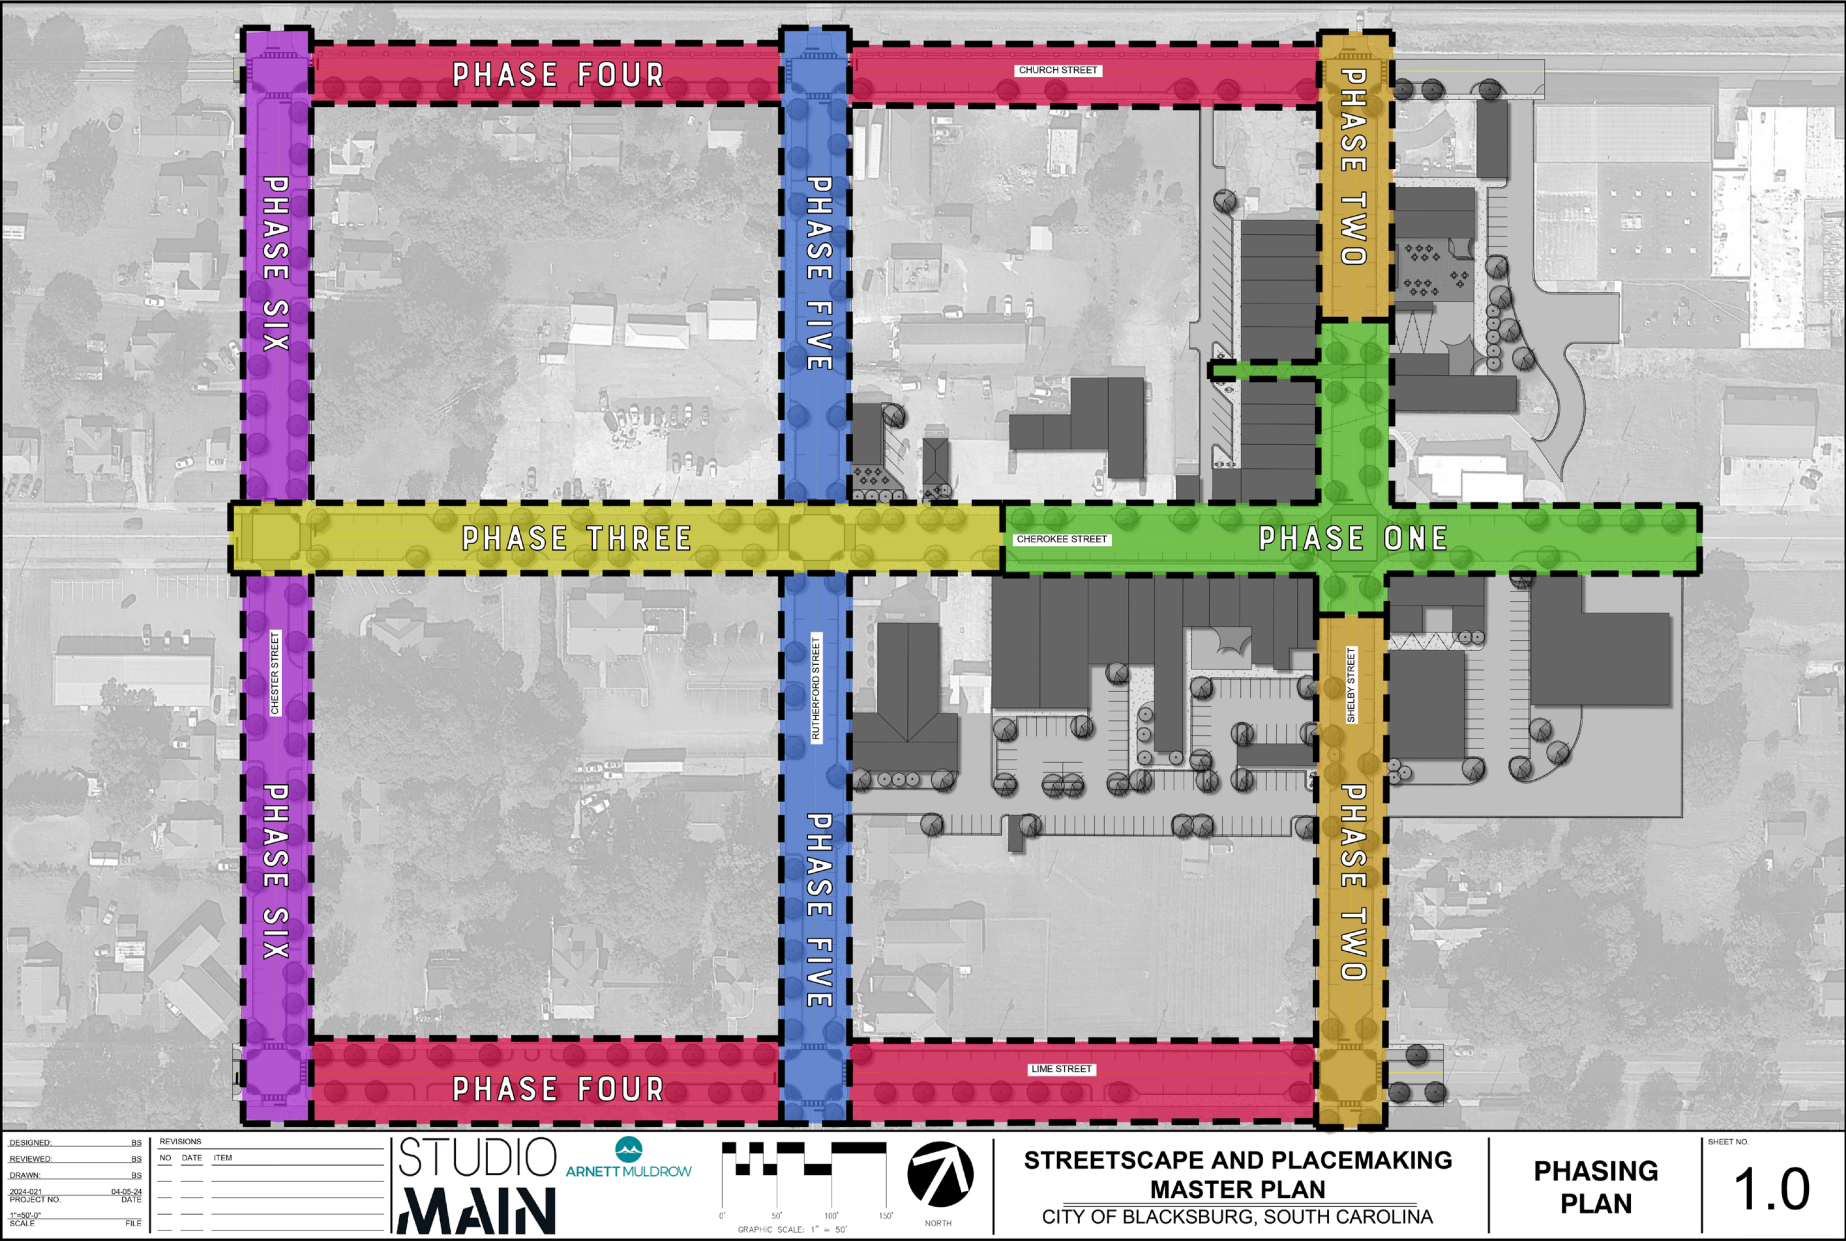 PHASE FOUR
CHURCH STREET
PHASE SIX
PHASE FIVE
PHASE TWO
PHASE THREE
CHEROKEE STREET
PHASE ONE
CHESTER STREET
RUTHERFORD STREET
SHELBY STREET
PHASE SIX
PHASE FIVE
PHASE TWO
PHASE FOUR
LIME STREET
DESIGNED: BS
REVIEWED: BS
DRAWN: BS
2024-021 04-05-24
PROJECT NO. DATE
1"=50'-0"
SCALE FILE
REVISIONS
NO DATE ITEM
STUDIO
MAIN
ARNETT MULDROW
0' 50' 100' 150'
GRAPHIC SCALE: 1" = 50'
NORTH
STREETSCAPE AND PLACEMAKING
MASTER PLAN
CITY OF BLACKSBURG, SOUTH CAROLINA
PHASING
PLAN
SHEET NO.
1.0